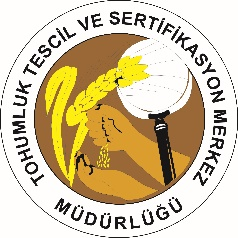 TOHUMLUK TESCİL VE SERTİFİKASYON MERKEZ
MÜDÜRLÜĞÜ